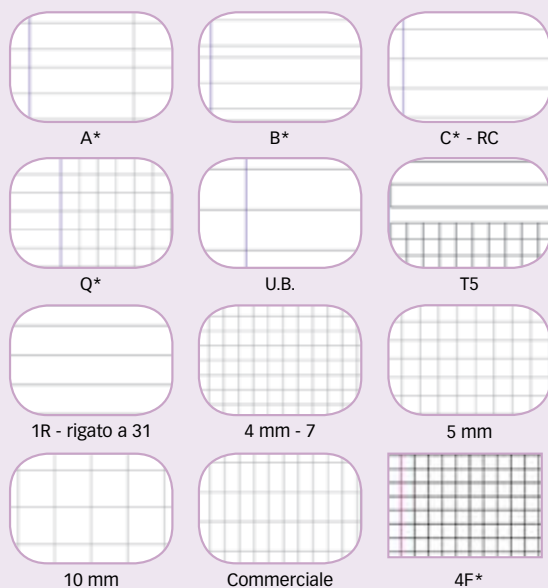 A*
B*
C* - RC
Q*
U.B.
T5
1R - rigato a 31
4 mm - 7
5 mm
10 mm
Commerciale
4F*